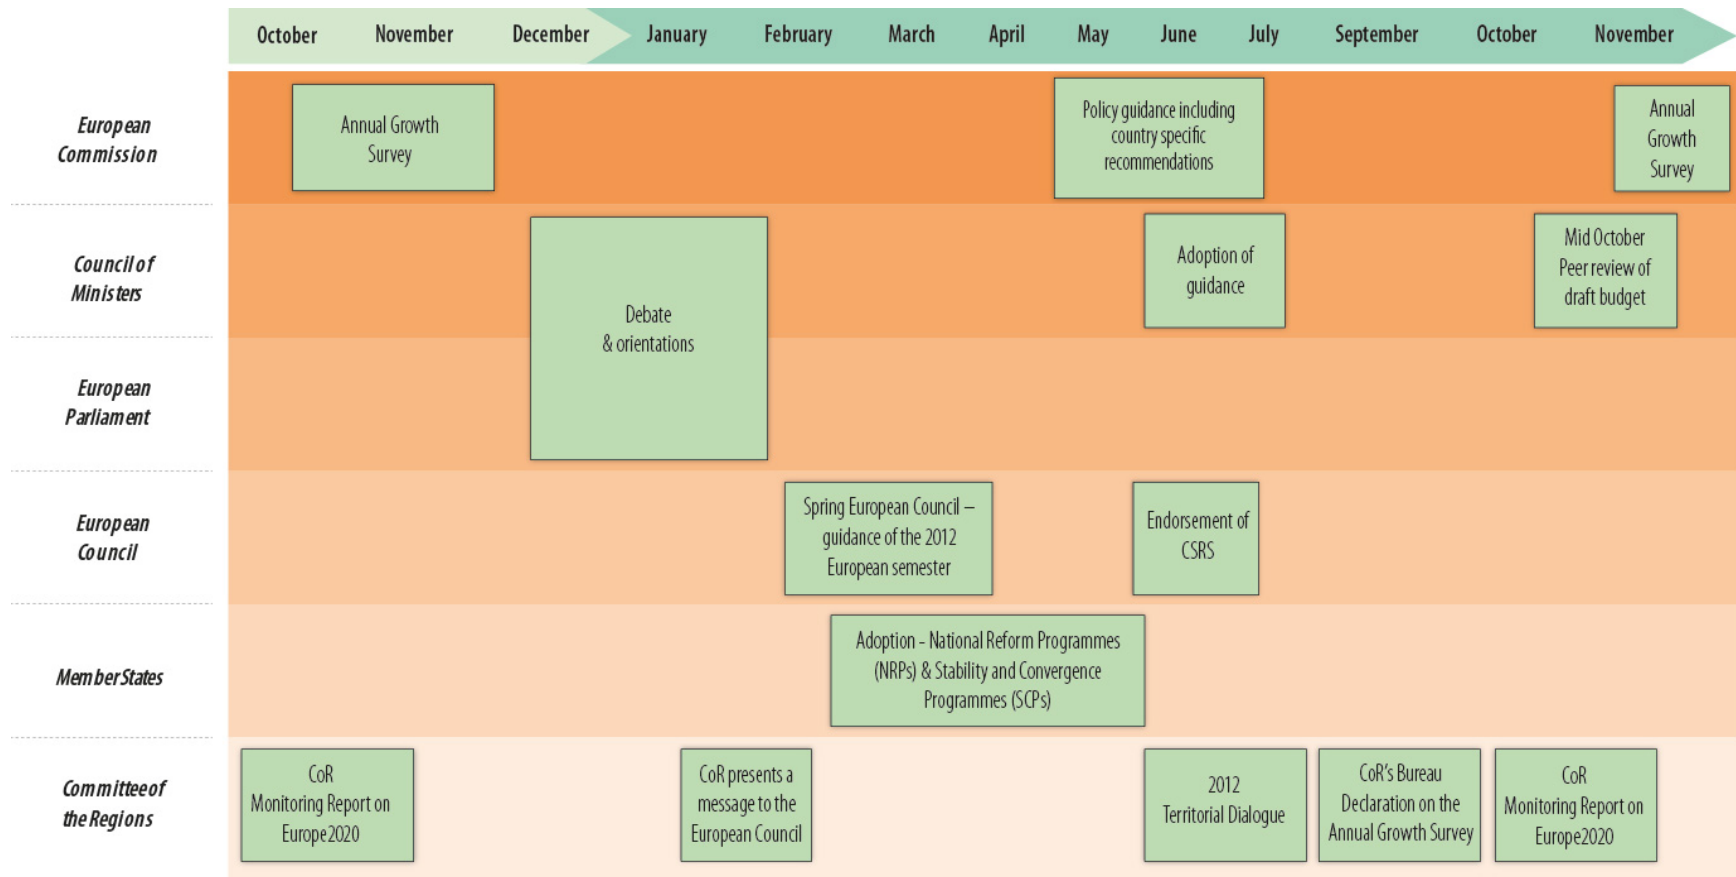 October November December January February March April May June July September October November
European
Commission
Annual Growth
Survey
Policy guidance including
country specific
recommendations
Annual
Growth
Survey
Council of
Ministers
Debate
& orientations
Adoption of
guidance
Mid October
Peer review of
draft budget
European
Parliament
European
Council
Spring European Council –
guidance of the 2012
European semester
Endorsement of
CSRS
Member States
Adoption - National Reform Programmes
(NRPs) & Stability and Convergence
Programmes (SCPs)
Committee of
the Regions
CoR
Monitoring Report on
Europe2020
CoR presents a
message to the
European Council
2012
Territorial Dialogue
CoR's Bureau
Declaration on the
Annual Growth Survey
CoR
Monitoring Report on
Europe2020